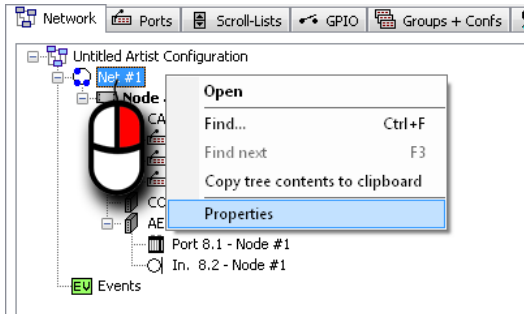 Network Ports Scroll-Lists GPIO Groups + Confs
Untitled Artist Configuration
Net #1
Node
Open
CA
Find... Ctrl+F
Find next F3
Copy tree contents to clipboard
CO
Properties
AE
Port 8.1 - Node #1
In. 8.2 - Node #1
EV Events